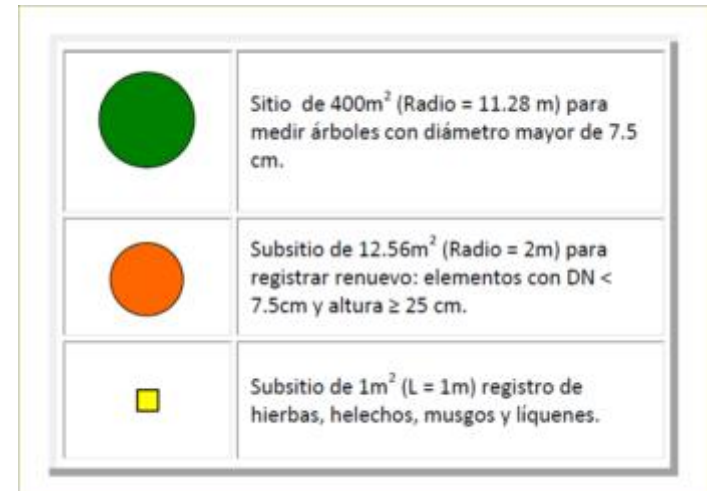 Sitio de 400m² (Radio = 11.28 m) para
medir árboles con diámetro mayor de 7.5
cm.
Subsitio de 12.56m² (Radio = 2m) para
registrar renuevo: elementos con DN <
7.5cm y altura ≥ 25 cm.
Subsitio de 1m² (L = 1m) registro de
hierbas, helechos, musgos y líquenes.